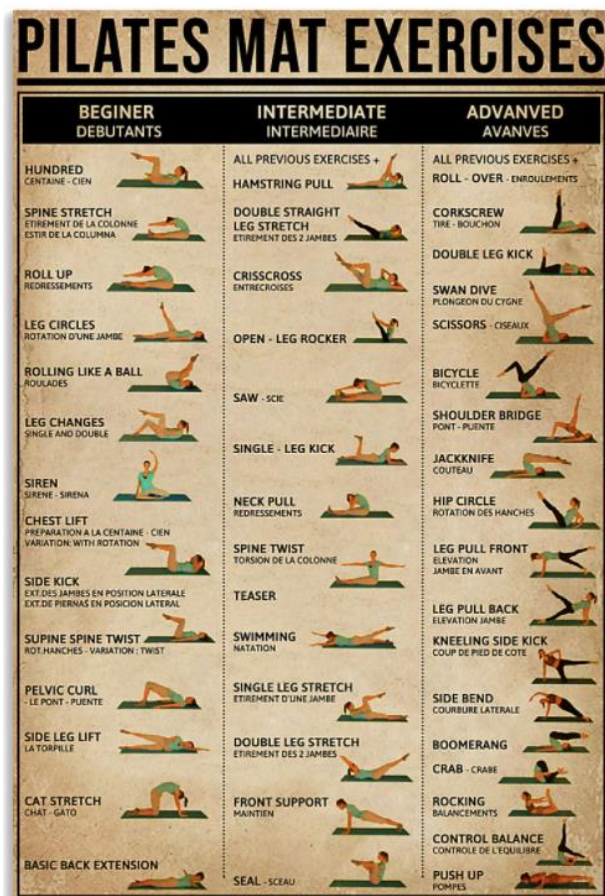 PILATES MAT EXERCISES
BEGINER
DEBUTANTS
HUNDRED
CENTAINE - CIEN
SPINE STRETCH
ETIREMENT DE LA COLONNE
ESTIR DE LA COLUMNA
ROLL UP
REDRESSEMENTS
LEG CIRCLES
ROTATION D'UNE JAMBE
ROLLING LIKE A BALL
ROULADES
LEG CHANGES
SINGLE AND DOUBLE
SIREN
SIRENE - SIRENA
CHEST LIFT
PREPARATION A LA CENTAINE - CIEN
VARIATION: WITH ROTATION
SIDE KICK
EXT.DES JAMBES EN POSITION LATERALE
EXT.DE PIERNAS EN POSICION LATERAL
SUPINE SPINE TWIST
ROT.HANCHES - VARIATION : TWIST
PELVIC CURL
- LE PONT - PUENTE
SIDE LEG LIFT
LA TORPILLE
CAT STRETCH
CHAT - GATO
BASIC BACK EXTENSION
INTERMEDIATE
INTERMEDIAIRE
ALL PREVIOUS EXERCISES +
HAMSTRING PULL
DOUBLE STRAIGHT
LEG STRETCH
ETIREMENT DES 2 JAMBES
CRISSCROSS
ENTRECROISES
OPEN - LEG ROCKER
SAW - SCIE
SINGLE - LEG KICK
NECK PULL
REDRESSEMENTS
SPINE TWIST
TORSION DE LA COLONNE
TEASER
SWIMMING
NATATION
SINGLE LEG STRETCH
ETIREMENT D'UNE JAMBE
DOUBLE LEG STRETCH
ETIREMENT DES 2 JAMBES
FRONT SUPPORT
MAINTIEN
SEAL - SCEAU
ADVANVED
AVANVES
ALL PREVIOUS EXERCISES +
ROLL - OVER - ENROULEMENTS
CORKSCREW
TIRE - BOUCHON
DOUBLE LEG KICK
SWAN DIVE
PLONGEON DU CYGNE
SCISSORS - CISEAUX
BICYCLE
BICYCLETTE
SHOULDER BRIDGE
PONT - PUENTE
JACKKNIFE
COUTEAU
HIP CIRCLE
ROTATION DES HANCHES
LEG PULL FRONT
ELEVATION
JAMBE EN AVANT
LEG PULL BACK
ELEVATION JAMBE
KNEELING SIDE KICK
COUP DE PIED DE COTE
SIDE BEND
COURBURE LATERALE
BOOMERANG
CRAB - CRABE
ROCKING
BALANCEMENTS
CONTROL BALANCE
CONTROLE DE L'EQUILIBRE
PUSH UP
POMPES